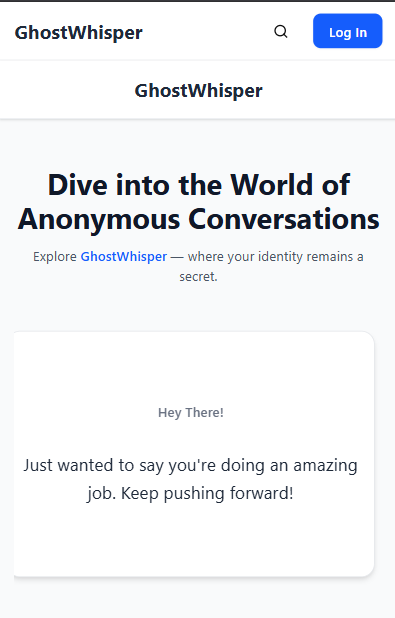 GhostWhisper
Log In
GhostWhisper
Dive into the World of
Anonymous Conversations
Explore GhostWhisper — where your identity remains a
secret.
Hey There!
Just wanted to say you're doing an amazing
job. Keep pushing forward!